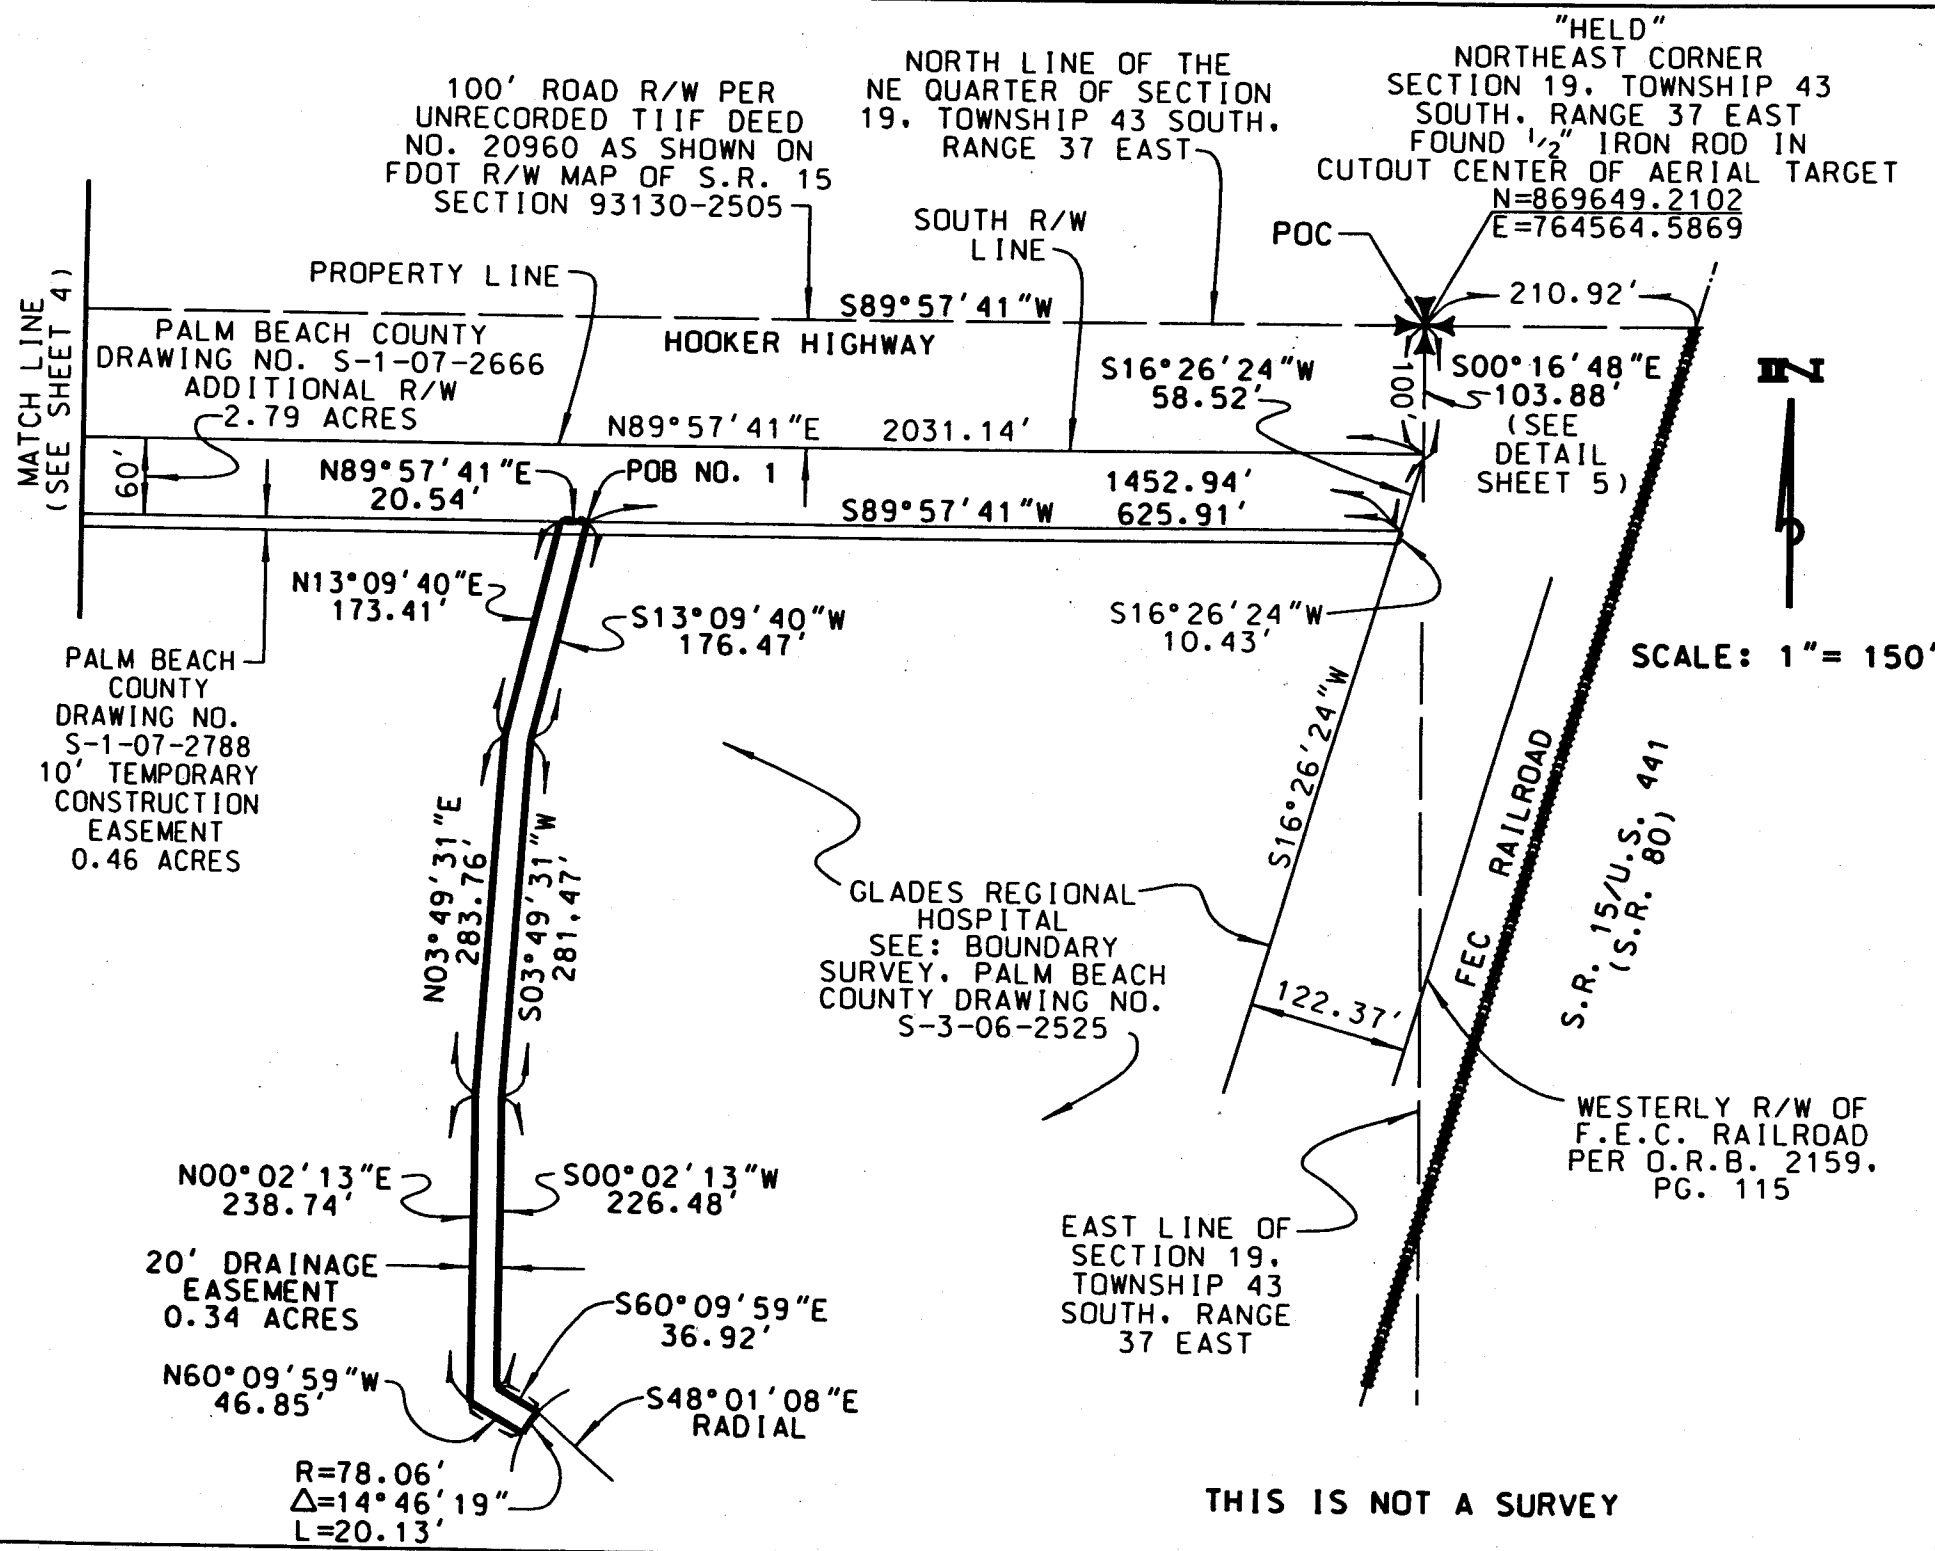 "HELD"
NORTHEAST CORNER
SECTION 19, TOWNSHIP 43
SOUTH, RANGE 37 EAST
FOUND 1/2" IRON ROD IN
CUTOUT CENTER OF AERIAL TARGET
N=869649.2102
E=764564.5869
NORTH LINE OF THE
NE QUARTER OF SECTION
19, TOWNSHIP 43 SOUTH,
RANGE 37 EAST
100' ROAD R/W PER
UNRECORDED TIIF DEED
NO. 20960 AS SHOWN ON
FDOT R/W MAP OF S.R. 15
SECTION 93130-2505
SOUTH R/W
LINE
POC
PROPERTY LINE
MATCH LINE
(SEE SHEET 4)
S89°57'41"W
210.92'
HOOKER HIGHWAY
PALM BEACH COUNTY
DRAWING NO. S-1-07-2666
ADDITIONAL R/W
2.79 ACRES
S16°26'24"W
58.52'
100'
S00°16'48"E
103.88'
(SEE
DETAIL
SHEET 5)
N
N89°57'41"E 2031.14'
60'
N89°57'41"E
20.54'
POB NO. 1
1452.94'
S89°57'41"W 625.91'
N13°09'40"E
173.41'
S13°09'40"W
176.47'
S16°26'24"W
10.43'
SCALE: 1"= 150'
PALM BEACH
COUNTY
DRAWING NO.
S-1-07-2788
10' TEMPORARY
CONSTRUCTION
EASEMENT
0.46 ACRES
S16°26'24"W
FEC RAILROAD
S.R. 15/U.S. 441
(S.R. 80)
N03°49'31"E
283.76'
S03°49'31"W
281.47'
GLADES REGIONAL
HOSPITAL
SEE: BOUNDARY
SURVEY, PALM BEACH
COUNTY DRAWING NO.
S-3-06-2525
122.37'
WESTERLY R/W OF
F.E.C. RAILROAD
PER O.R.B. 2159,
PG. 115
N00°02'13"E
238.74'
S00°02'13"W
226.48'
EAST LINE OF
SECTION 19,
TOWNSHIP 43
SOUTH, RANGE
37 EAST
20' DRAINAGE
EASEMENT
0.34 ACRES
S60°09'59"E
36.92'
N60°09'59"W
46.85'
S48°01'08"E
RADIAL
R=78.06'
Δ=14°46'19"
L=20.13'
THIS IS NOT A SURVEY